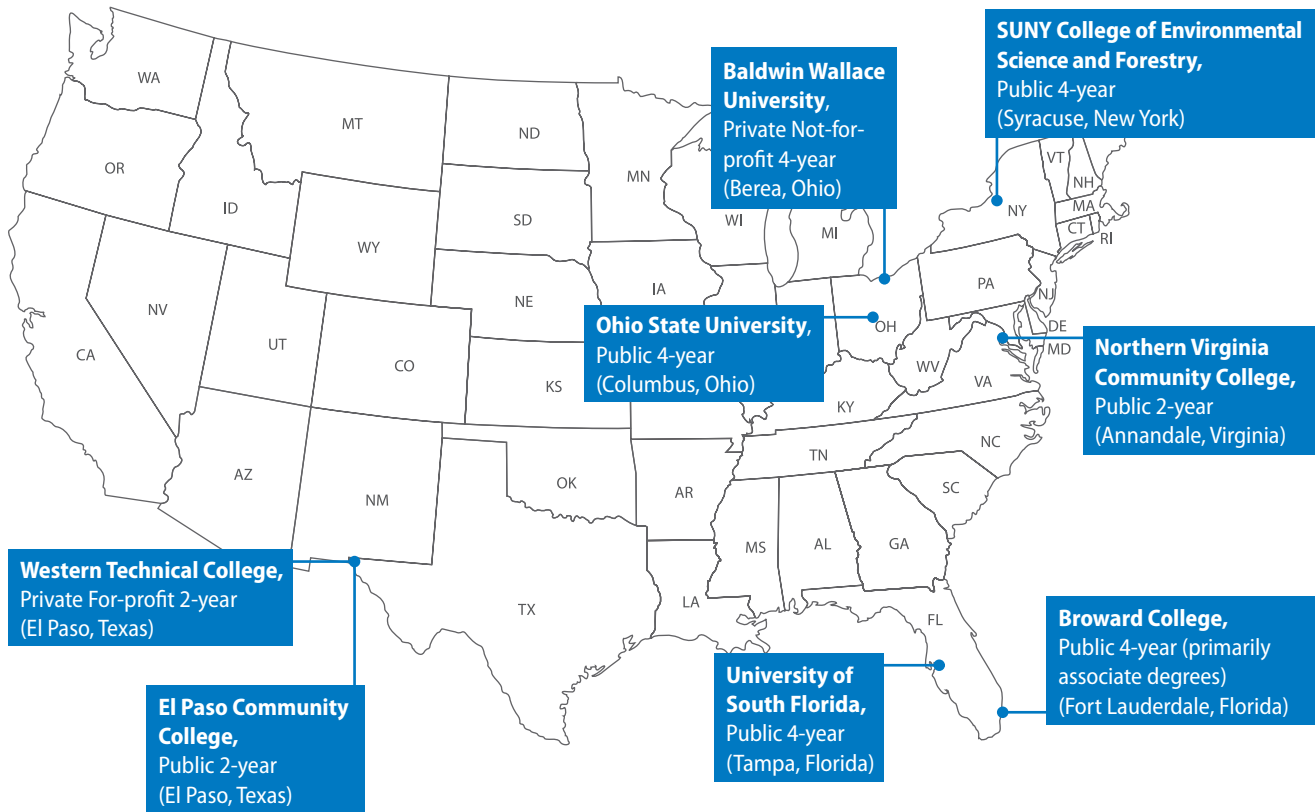 SUNY College of Environmental
Science and Forestry,
Public 4-year
(Syracuse, New York)
Baldwin Wallace
University,
Private Not-for-
profit 4-year
(Berea, Ohio)
WA
MT
ND
MN
VT
NH
OR
ID
SD
WI
MI
NY
MA
CT
RI
WY
IA
PA
NJ
NE
NV
UT
CO
CA
KS
OH
DE
MD
WV
VA
KY
Ohio State University,
Public 4-year
(Columbus, Ohio)
Northern Virginia
Community College,
Public 2-year
(Annandale, Virginia)
AZ
NM
OK
AR
TN
NC
SC
MS
AL
GA
TX
LA
FL
Western Technical College,
Private For-profit 2-year
(El Paso, Texas)
El Paso Community
College,
Public 2-year
(El Paso, Texas)
University of
South Florida,
Public 4-year
(Tampa, Florida)
Broward College,
Public 4-year (primarily
associate degrees)
(Fort Lauderdale, Florida)